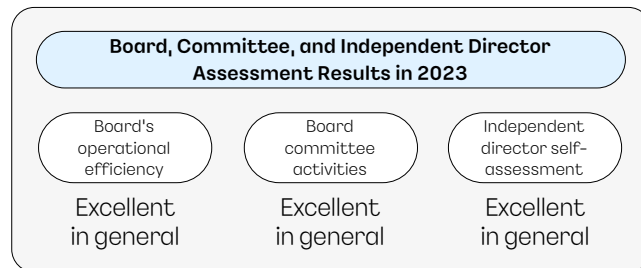 Board, Committee, and Independent Director
Assessment Results in 2023
Board's
operational
efficiency
Board
committee
activities
Independent
director self-
assessment
Excellent
in general
Excellent
in general
Excellent
in general